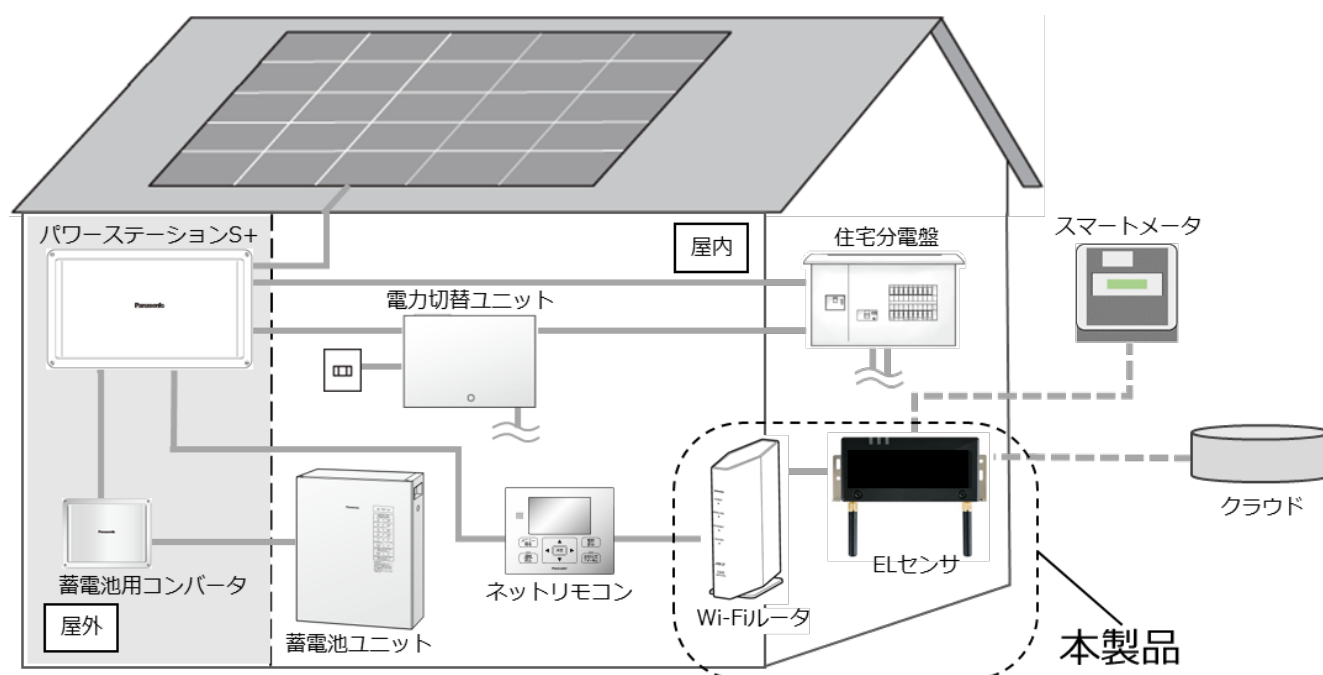 パワーステーションS+
屋内
住宅分電盤
スマートメータ
Panasonic
電力切替ユニット
クラウド
Panasonic
Panasonic
蓄電池用コンバータ
屋外
蓄電池ユニット
ネットリモコン
Wi-Fiルータ
ELセンサ
本製品